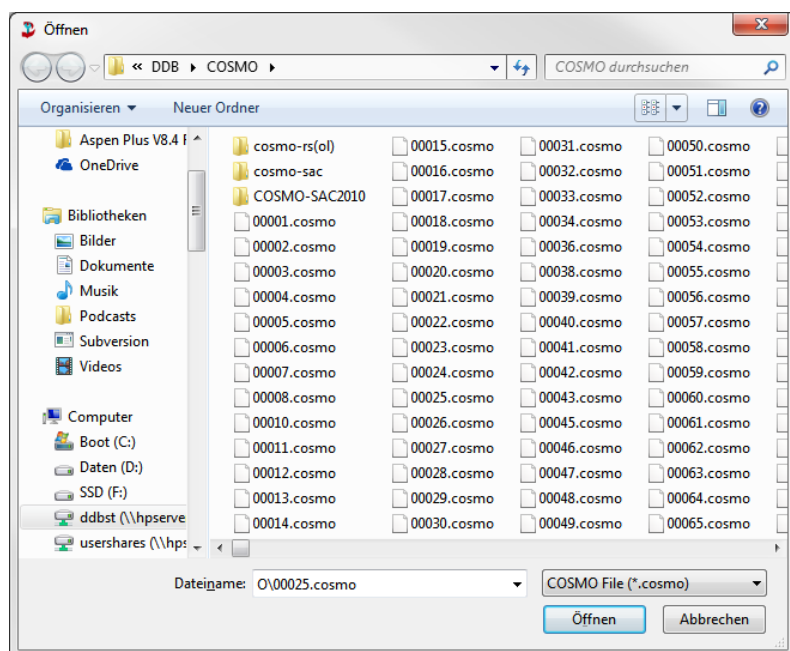 Öffnen
« DDB ▸ COSMO ▸
COSMO durchsuchen
Organisieren ▾ Neuer Ordner
Aspen Plus V8.4 F
OneDrive
Bibliotheken
Bilder
Dokumente
Musik
Podcasts
Subversion
Videos
Computer
Boot (C:)
Daten (D:)
SSD (F:)
ddbst (\\hpserve
usershares (\\hps
cosmo-rs(ol)
cosmo-sac
COSMO-SAC2010
00001.cosmo
00002.cosmo
00003.cosmo
00004.cosmo
00005.cosmo
00006.cosmo
00007.cosmo
00008.cosmo
00010.cosmo
00011.cosmo
00012.cosmo
00013.cosmo
00014.cosmo
00015.cosmo
00016.cosmo
00017.cosmo
00018.cosmo
00019.cosmo
00020.cosmo
00021.cosmo
00022.cosmo
00023.cosmo
00024.cosmo
00025.cosmo
00026.cosmo
00027.cosmo
00028.cosmo
00029.cosmo
00030.cosmo
00031.cosmo
00032.cosmo
00033.cosmo
00034.cosmo
00036.cosmo
00038.cosmo
00039.cosmo
00040.cosmo
00041.cosmo
00042.cosmo
00043.cosmo
00045.cosmo
00046.cosmo
00047.cosmo
00048.cosmo
00049.cosmo
00050.cosmo
00051.cosmo
00052.cosmo
00053.cosmo
00054.cosmo
00055.cosmo
00056.cosmo
00057.cosmo
00058.cosmo
00059.cosmo
00060.cosmo
00061.cosmo
00062.cosmo
00063.cosmo
00064.cosmo
00065.cosmo
Dateiname: O\00025.cosmo
COSMO File (*.cosmo)
Öffnen
Abbrechen